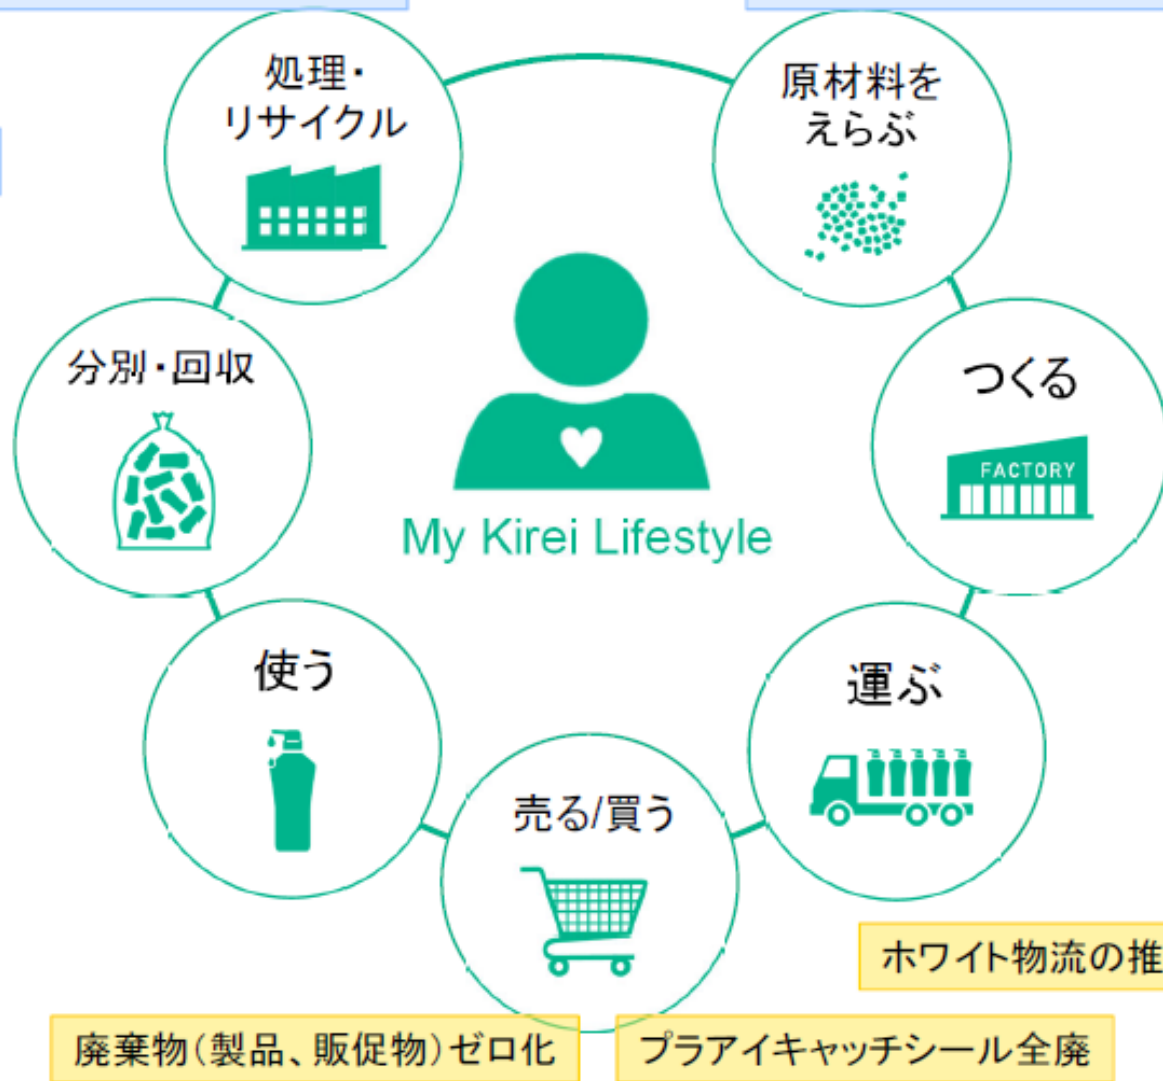 処理・
リサイクル
原材料を
えらぶ
分別・回収
つくる
FACTORY
My Kirei Lifestyle
使う
運ぶ
売る/買う
ホワイト物流の推
廃棄物(製品、販促物)ゼロ化
プラアイキャッチシール全廃